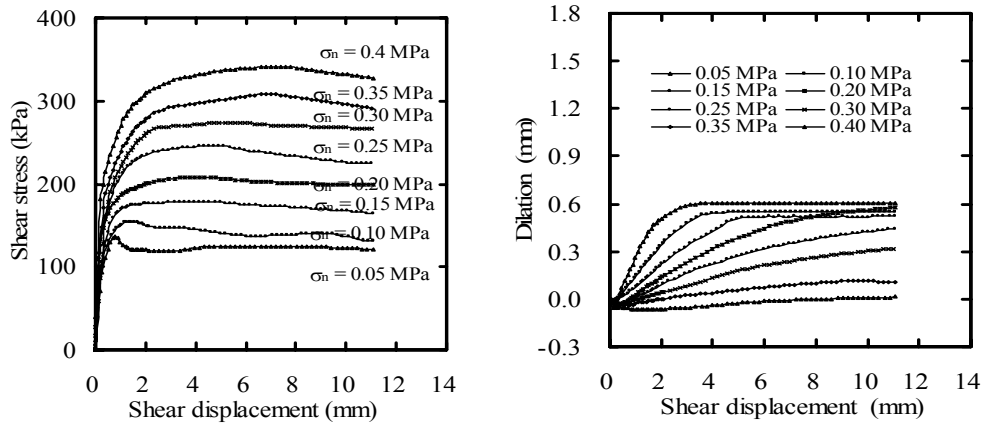 400
300
200
100
0
Shear stress (kPa)
σn = 0.4 MPa
σn = 0.35 MPa
σn = 0.30 MPa
σn = 0.25 MPa
σn = 0.20 MPa
σn = 0.15 MPa
σn = 0.10 MPa
σn = 0.05 MPa
0 2 4 6 8 10 12 14
Shear displacement (mm)
1.8
1.5
1.2
0.9
0.6
0.3
0.0
-0.3
Dilation (mm)
0.05 MPa 0.10 MPa
0.15 MPa 0.20 MPa
0.25 MPa 0.30 MPa
0.35 MPa 0.40 MPa
0 2 4 6 8 10 12 14
Shear displacement (mm)